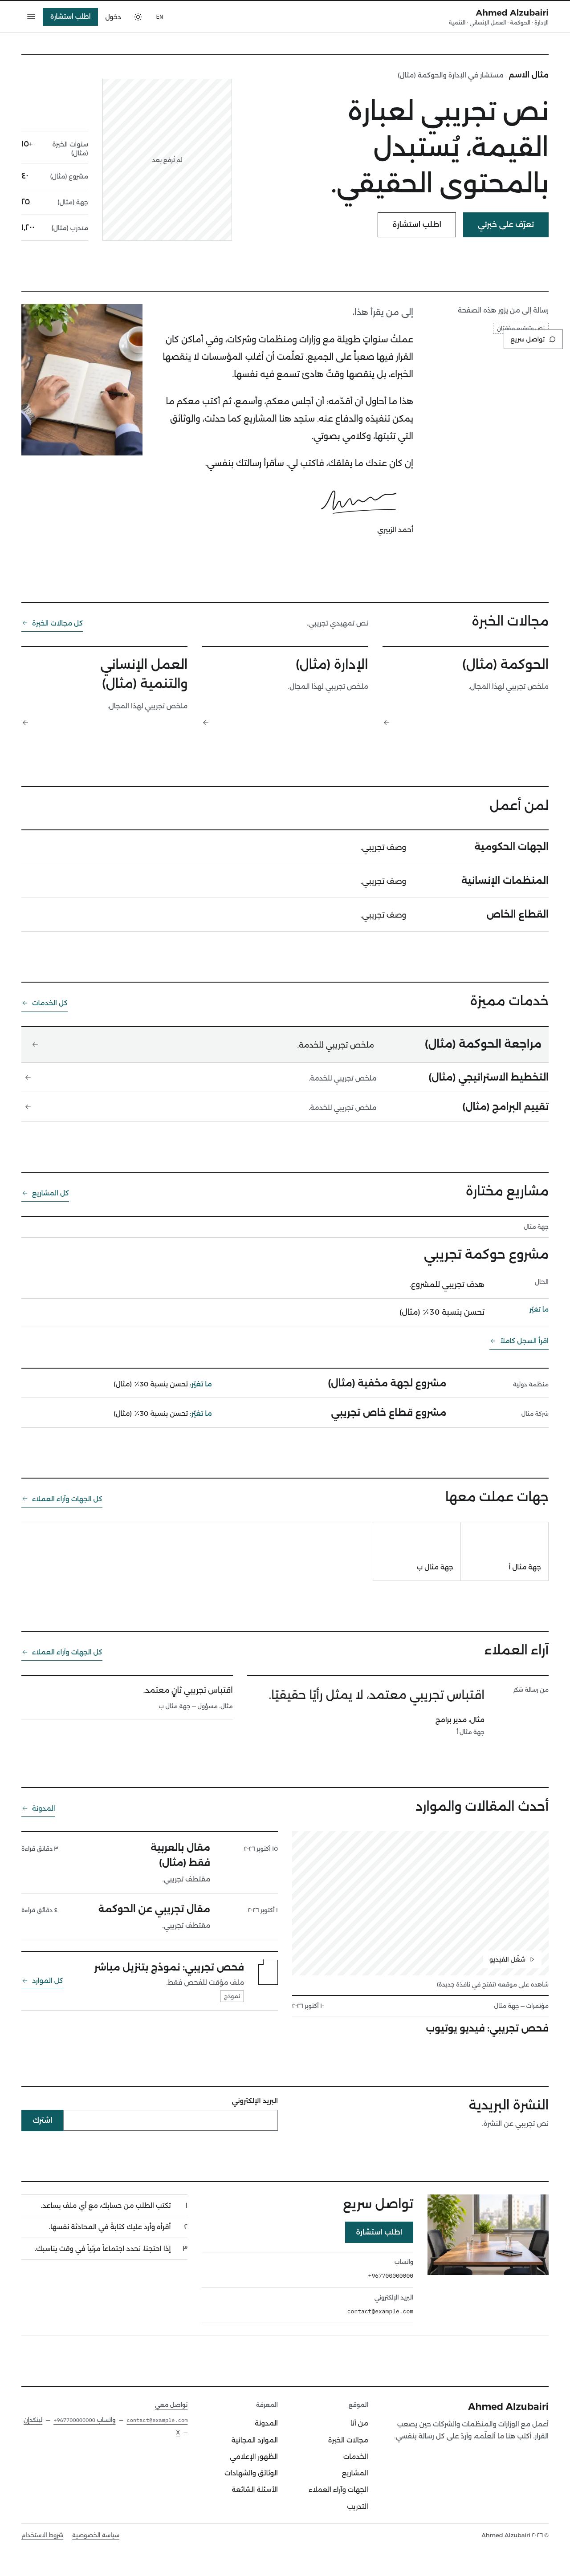 Ahmed Alzubairi
الإدارة · الحوكمة · العمل الإنساني · التنمية
EN
دخول
اطلب استشارة
مثال الاسم مستشار في الإدارة والحوكمة (مثال)
نص تجريبي لعبارة
القيمة، يُستبدل
بالمحتوى الحقيقي.
تعرّف على خبرتي
اطلب استشارة
لم تُرفع بعد
سنوات الخبرة (مثال)
+١٥
مشروع (مثال)
٤٠
جهة (مثال)
٢٥
متدرب (مثال)
١٬٢٠٠
رسالة إلى من يزور هذه الصفحة
تواصل سريع
إلى من يقرأ هذا،
عملتُ سنواتٍ طويلة مع وزارات ومنظمات وشركات، وفي أماكن كان
القرار فيها صعباً على الجميع. تعلّمت أن أغلب المؤسسات لا ينقصها
الخبراء، بل ينقصها وقتٌ هادئ تسمع فيه نفسها.
هذا ما أحاول أن أقدّمه: أن أجلس معكم، وأسمع، ثم أكتب معكم ما
يمكن تنفيذه والدفاع عنه. ستجد هنا المشاريع كما حدثت، والوثائق
التي تثبتها، وكلامي بصوتي.
إن كان عندك ما يقلقك، فاكتب لي. سأقرأ رسالتك بنفسي.
أحمد الزبيري
مجالات الخبرة
نص تمهيدي تجريبي.
كل مجالات الخبرة ←
الحوكمة (مثال)
ملخص تجريبي لهذا المجال.
←
الإدارة (مثال)
ملخص تجريبي لهذا المجال.
←
العمل الإنساني
والتنمية (مثال)
ملخص تجريبي لهذا المجال.
←
لمن أعمل
الجهات الحكومية
وصف تجريبي.
المنظمات الإنسانية
وصف تجريبي.
القطاع الخاص
وصف تجريبي.
خدمات مميزة
كل الخدمات ←
مراجعة الحوكمة (مثال)
ملخص تجريبي للخدمة.
←
التخطيط الاستراتيجي (مثال)
ملخص تجريبي للخدمة.
←
تقييم البرامج (مثال)
ملخص تجريبي للخدمة.
←
مشاريع مختارة
كل المشاريع ←
جهة مثال
مشروع حوكمة تجريبي
الحال
هدف تجريبي للمشروع.
ما تغيّر
تحسن بنسبة 30٪ (مثال)
اقرأ السجل كاملاً ←
منظمة دولية
مشروع لجهة مخفية (مثال)
ما تغيّر: تحسن بنسبة 30٪ (مثال)
شركة مثال
مشروع قطاع خاص تجريبي
ما تغيّر: تحسن بنسبة 30٪ (مثال)
جهات عملت معها
كل الجهات وآراء العملاء ←
جهة مثال أ
جهة مثال ب
آراء العملاء
كل الجهات وآراء العملاء ←
من رسالة شكر
اقتباس تجريبي معتمد، لا يمثل رأيًا حقيقيًا.
مثال، مدير برامج
جهة مثال أ
اقتباس تجريبي ثانٍ معتمد.
مثال، مسؤول — جهة مثال ب
أحدث المقالات والموارد
المدونة ←
شغّل الفيديو
شاهده على موقعه (تفتح في نافذة جديدة)
مؤتمرات — جهة مثال
١٠ أكتوبر ٢٠٢٦
فحص تجريبي: فيديو يوتيوب
١٥ أكتوبر ٢٠٢٦
مقال بالعربية
فقط (مثال)
مقتطف تجريبي.
٣ دقائق قراءة
١ أكتوبر ٢٠٢٦
مقال تجريبي عن الحوكمة
مقتطف تجريبي.
٤ دقائق قراءة
فحص تجريبي: نموذج بتنزيل مباشر
ملف مؤقت للفحص فقط.
نموذج
كل الموارد ←
النشرة البريدية
نص تجريبي عن النشرة.
البريد الإلكتروني
اشترك
تواصل سريع
اطلب استشارة
واتساب
+967700000000
البريد الإلكتروني
contact@example.com
١ تكتب الطلب من حسابك، مع أي ملف يساعد.
٢ أقرأه وأرد عليك كتابةً في المحادثة نفسها.
٣ إذا احتجنا، نحدد اجتماعاً مرئياً في وقت يناسبك.
Ahmed Alzubairi
أعمل مع الوزارات والمنظمات والشركات حين يصعب
القرار. أكتب هنا ما أتعلّمه، وأردّ على كل رسالة بنفسي.
الموقع
من أنا
مجالات الخبرة
الخدمات
المشاريع
الجهات وآراء العملاء
التدريب
المعرفة
المدونة
الموارد المجانية
الظهور الإعلامي
الوثائق والشهادات
الأسئلة الشائعة
تواصل معي
contact@example.com — واتساب +967700000000 — لينكدإن
— X
© ٢٠٢٦ Ahmed Alzubairi
سياسة الخصوصية
شروط الاستخدام